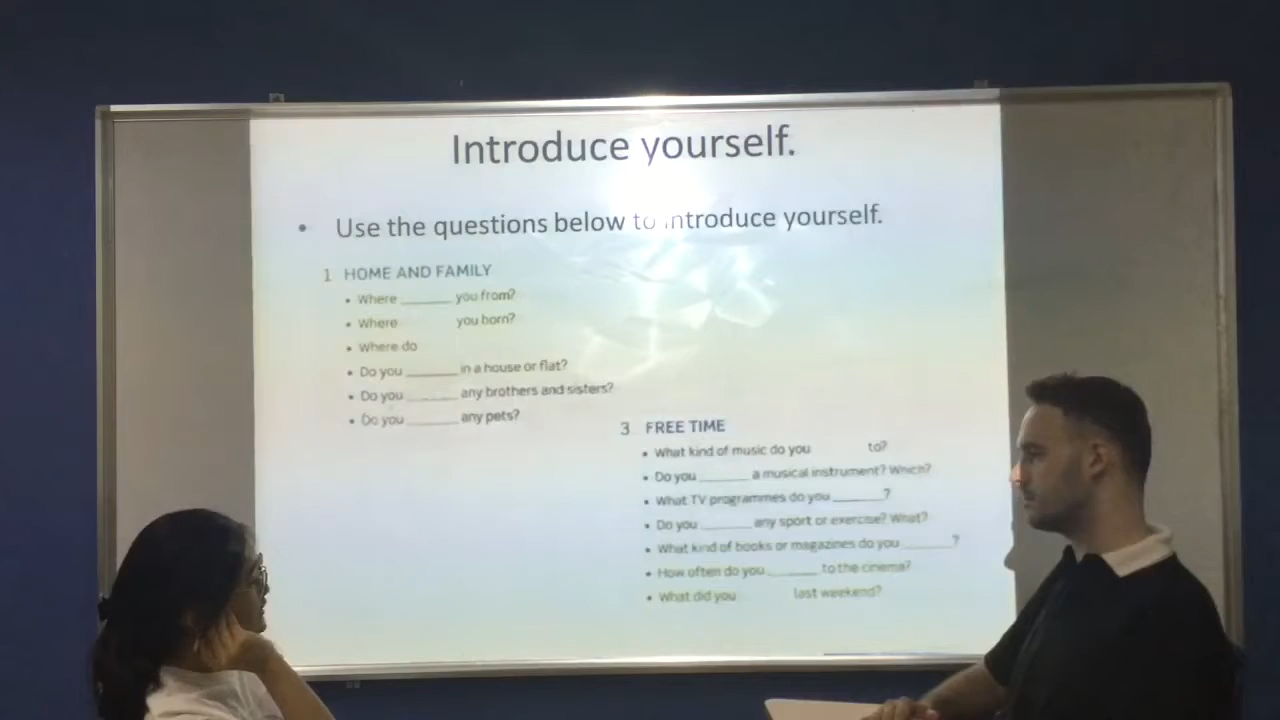 Introduce yourself.
• Use the questions below to introduce yourself.
1 HOME AND FAMILY
• Where ______ you from?
• Where you born?
• Where do
• Do you ______ in a house or flat?
• Do you ______ any brothers and sisters?
• Do you ______ any pets?
3 FREE TIME
• What kind of music do you to?
• Do you ______ a musical instrument? Which?
• What TV programmes do you ______?
• Do you ______ any sport or exercise? What?
• What kind of books or magazines do you ______?
• How often do you ______ to the cinema?
• What did you last weekend?